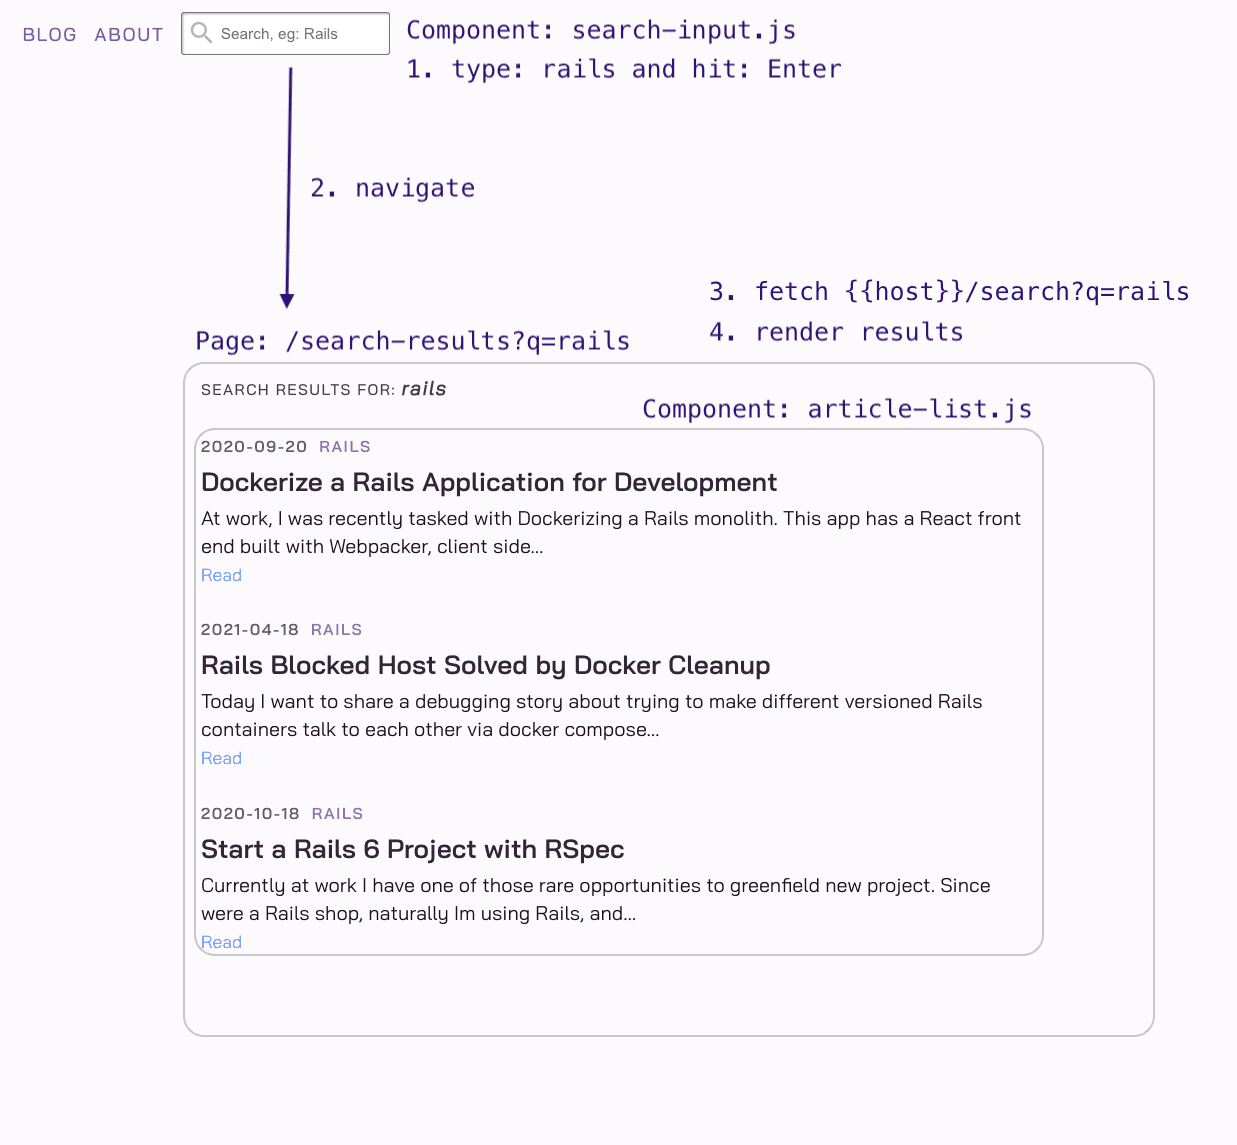 BLOG ABOUT Search, eg: Rails
Component: search-input.js
1. type: rails and hit: Enter
2. navigate
3. fetch {{host}}/search?q=rails
4. render results
Page: /search-results?q=rails
SEARCH RESULTS FOR: rails
Component: article-list.js
2020-09-20 RAILS
Dockerize a Rails Application for Development
At work, I was recently tasked with Dockerizing a Rails monolith. This app has a React front
end built with Webpacker, client side...
Read
2021-04-18 RAILS
Rails Blocked Host Solved by Docker Cleanup
Today I want to share a debugging story about trying to make different versioned Rails
containers talk to each other via docker compose...
Read
2020-10-18 RAILS
Start a Rails 6 Project with RSpec
Currently at work I have one of those rare opportunities to greenfield new project. Since
were a Rails shop, naturally Im using Rails, and...
Read